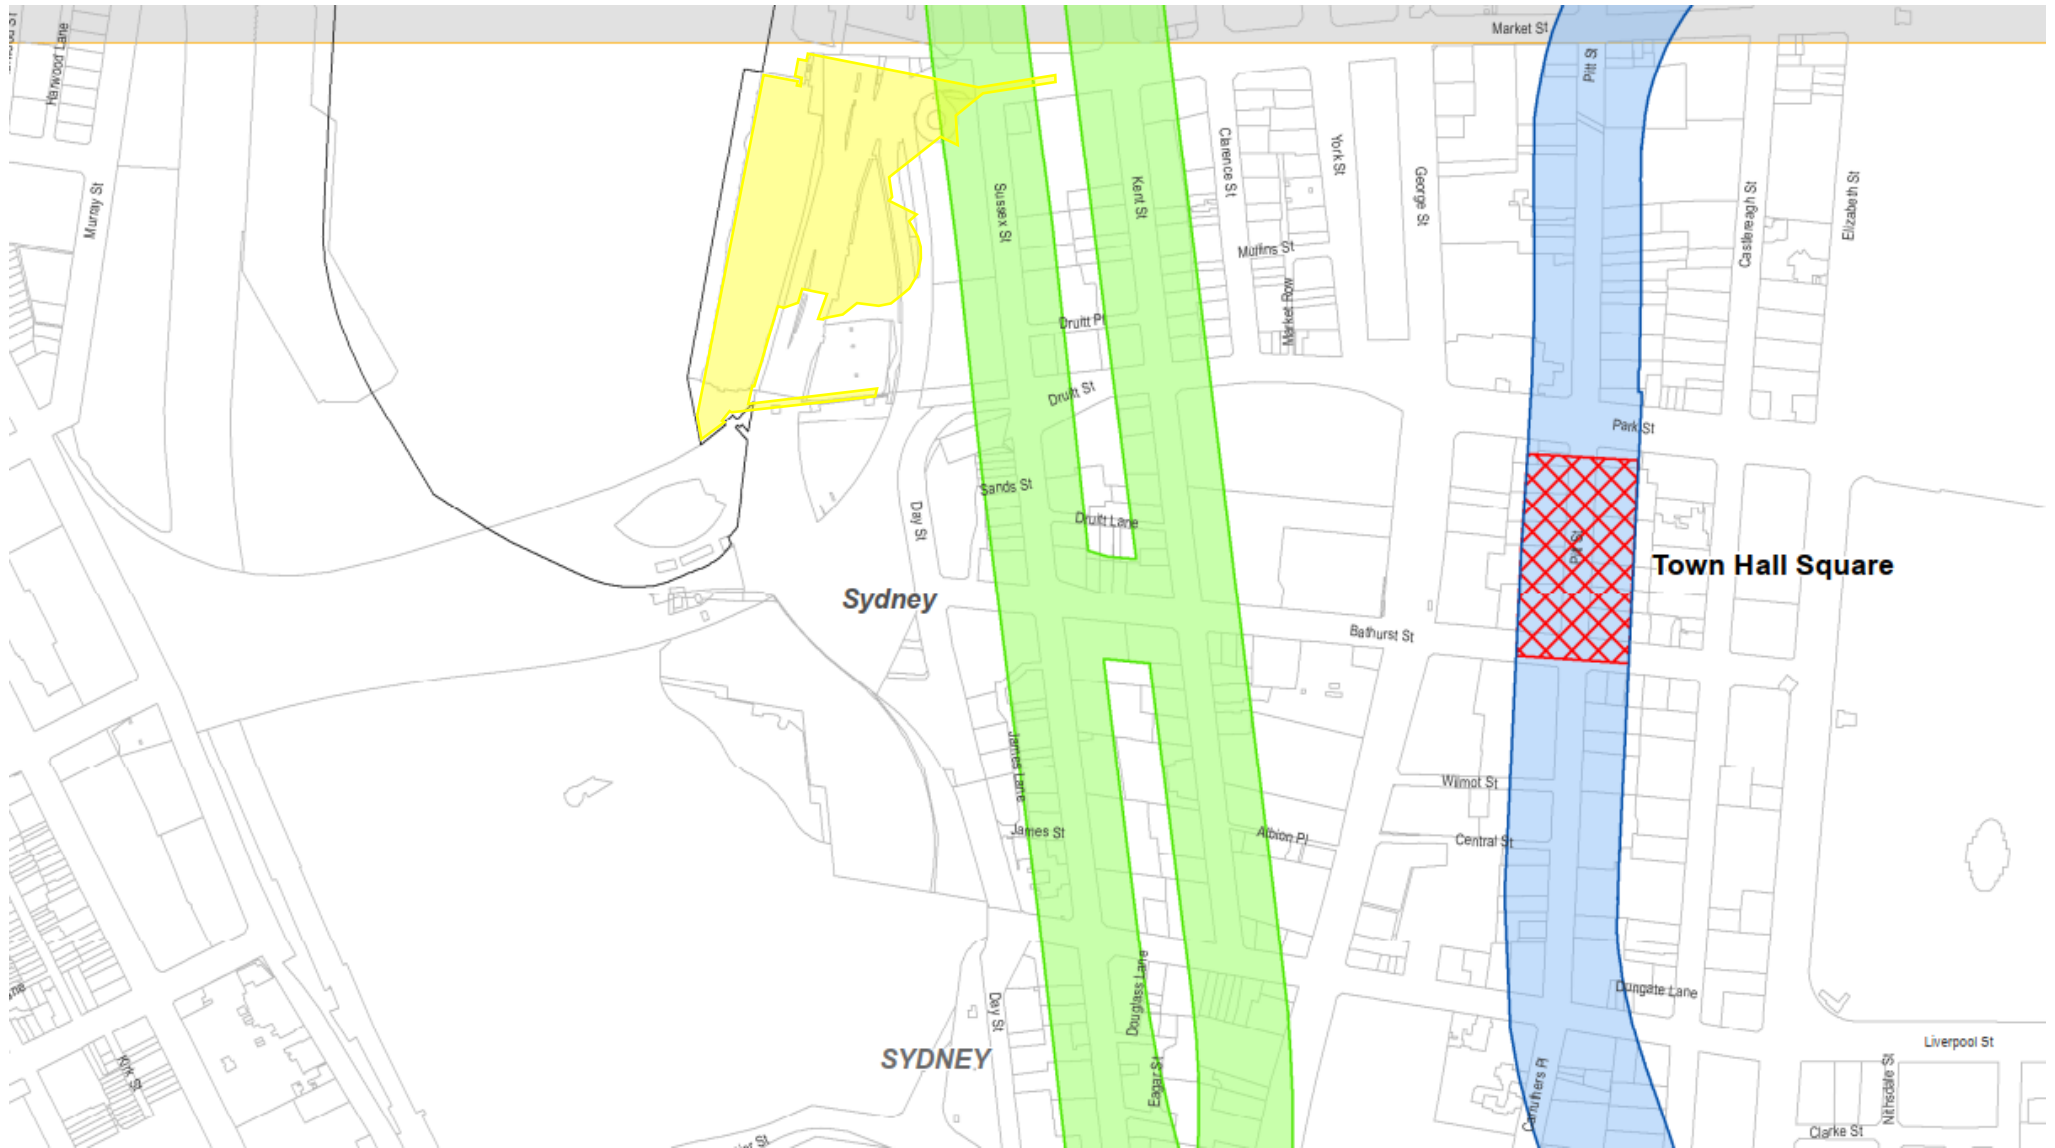 Market St
Pitt St
Harwood Lane
Murray St
Sussex St
Kent St
Clarence St
York St
George St
Castlereagh St
Elizabeth St
Mullins St
Market Row
Druitt Pl
Druitt St
Park St
Sands St
Druitt Lane
Day St
Pitt St
Town Hall Square
Sydney
Bathurst St
James Lane
Wilmot St
James St
Albion Pl
Central St
Douglass Lane
Dungate Lane
Day St
Liverpool St
SYDNEY
Kirk St
Eagar St
Carruthers Pl
Nithsdale St
Clarke St